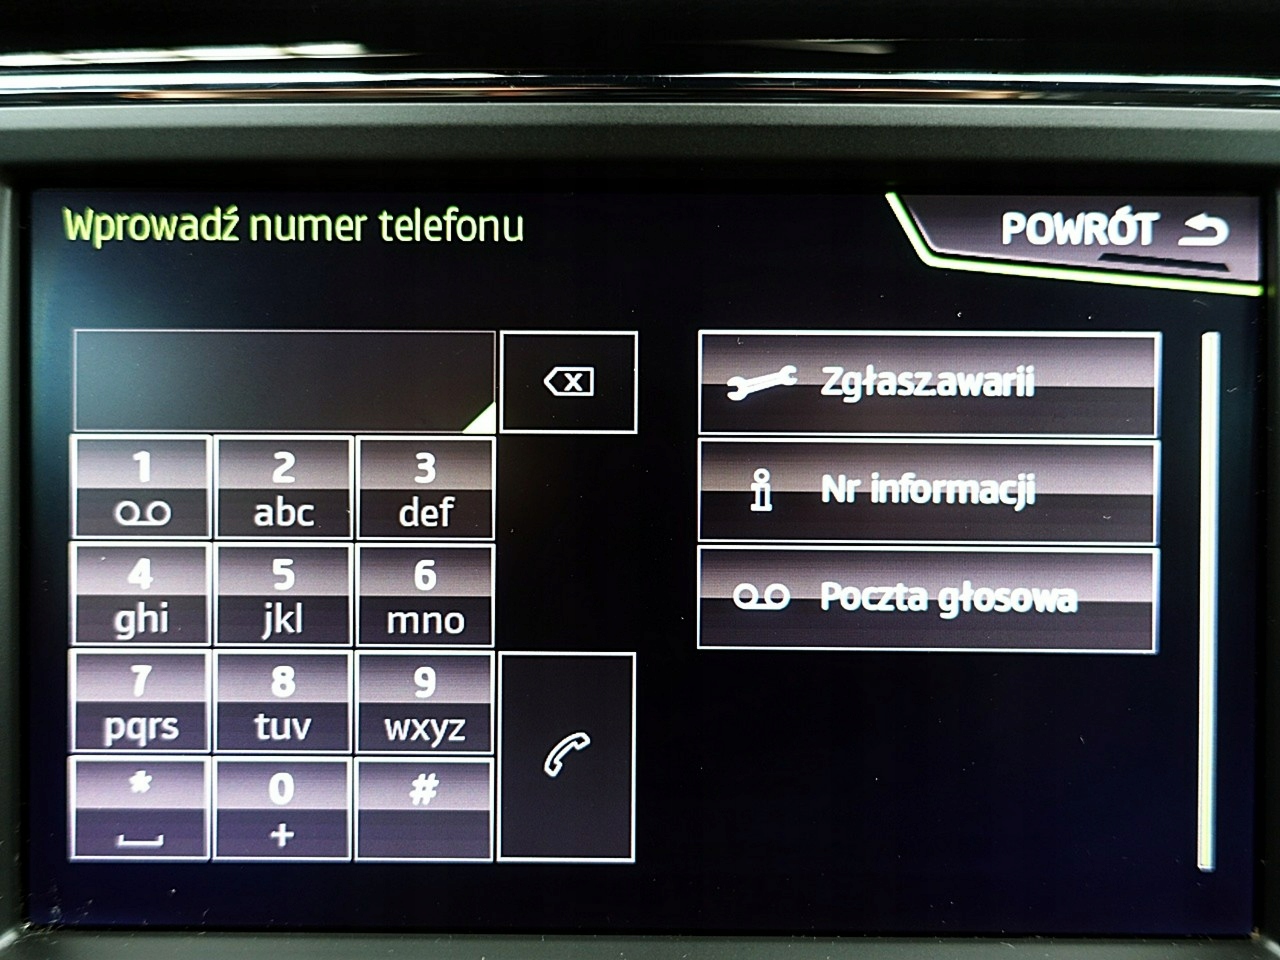 Wprowadź numer telefonu
POWRÓT
Zgłasz.awarii
Nr informacji
Poczta głosowa
1 2 3
abc def
4 5 6
ghi jkl mno
7 8 9
pqrs tuv wxyz
* 0 #
+